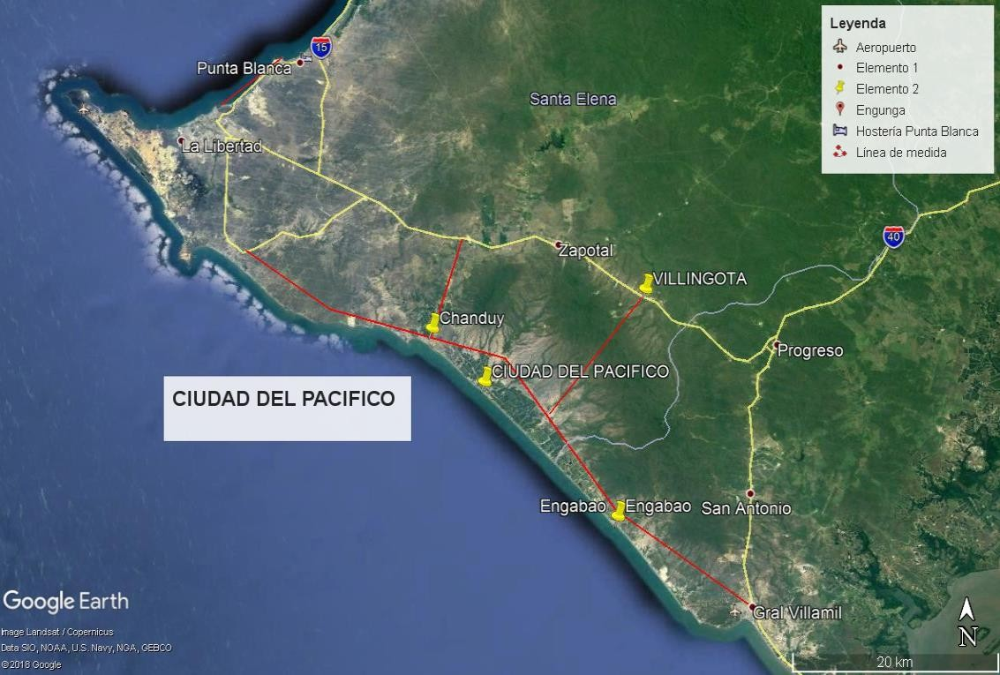 Leyenda
Aeropuerto
Elemento 1
Elemento 2
Engunga
Hostería Punta Blanca
Línea de medida
15
Punta Blanca
Santa Elena
La Libertad
40
Zapotal
VILLINGOTA
Chanduy
Progreso
CIUDAD DEL PACIFICO
CIUDAD DEL PACIFICO
Engabao
Engabao
San Antonio
Gral Villamil
Google Earth
Image Landsat / Copernicus
Data SIO, NOAA, U.S. Navy, NGA, GEBCO
©2018 Google
N
20 km